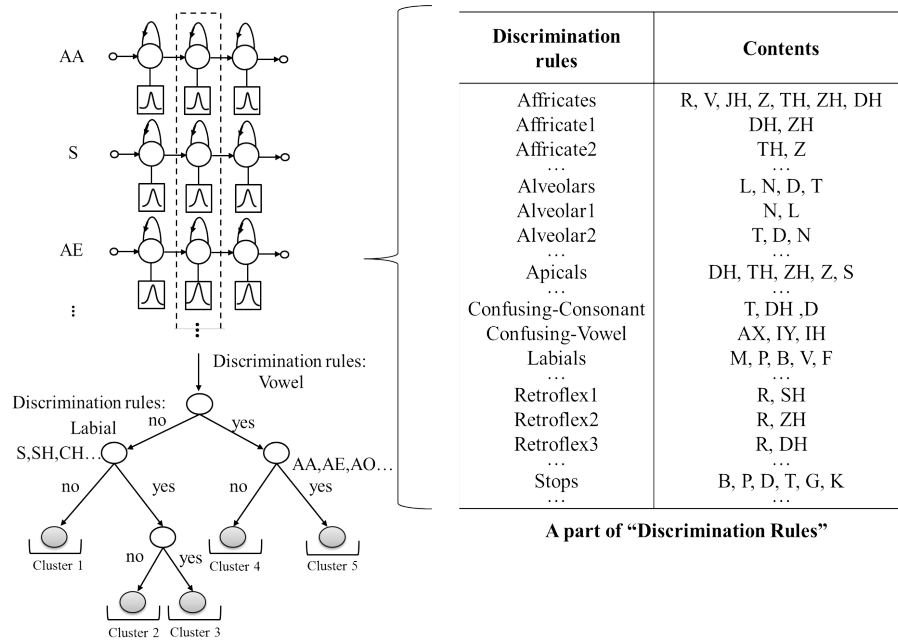 AA
S
AE
...
...
Discrimination rules:
Vowel
Discrimination rules:
Labial
no
yes
S,SH,CH...
AA,AE,AO...
no
yes
no
yes
Cluster 1
no
yes
Cluster 4
Cluster 5
Cluster 2
Cluster 3
Discrimination rules Contents
Affricates R, V, JH, Z, TH, ZH, DH
Affricate1 DH, ZH
Affricate2 TH, Z
... ...
Alveolars L, N, D, T
Alveolar1 N, L
Alveolar2 T, D, N
... ...
Apicals DH, TH, ZH, Z, S
... ...
Confusing-Consonant T, DH ,D
Confusing-Vowel AX, IY, IH
Labials M, P, B, V, F
... ...
Retroflex1 R, SH
Retroflex2 R, ZH
Retroflex3 R, DH
... ...
Stops B, P, D, T, G, K
... ...
A part of “Discrimination Rules”